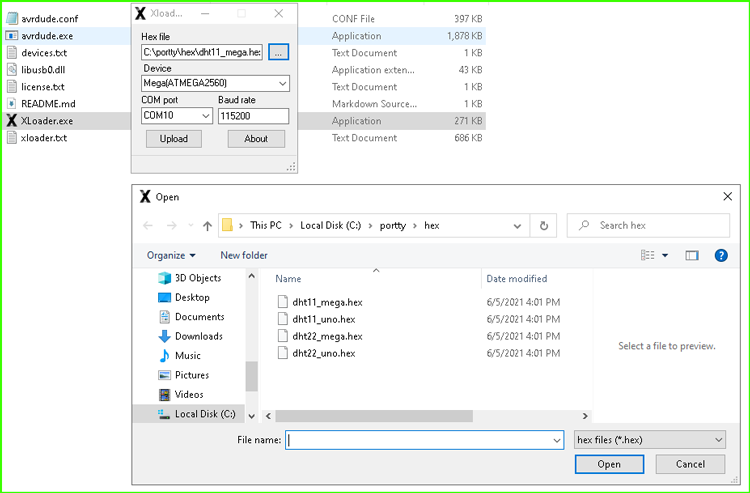 avrdude.conf CONF File 397 KB
avrdude.exe Application 1,878 KB
devices.txt Text Document 1 KB
libusb0.dll Application exten... 43 KB
license.txt Text Document 1 KB
README.md Markdown Source... 1 KB
XLoader.exe Application 271 KB
xloader.txt Text Document 686 KB
Xloa...
Hex file
C:\portty\hex\dht11_mega.he: ...
Device
Mega(ATMEGA2560)
COM port Baud rate
COM10 115200
Upload About
Open
This PC > Local Disk (C:) > portty > hex Search hex
Organize New folder
Name Date modified
3D Objects
Desktop
Documents
Downloads
Music
Pictures
Videos
Local Disk (C:)
dht11_mega.hex 6/5/2021 4:01 PM
dht11_uno.hex 6/5/2021 4:01 PM
dht22_mega.hex 6/5/2021 4:01 PM
dht22_uno.hex 6/5/2021 4:01 PM
Select a file to preview.
File name: hex files (*.hex)
Open Cancel